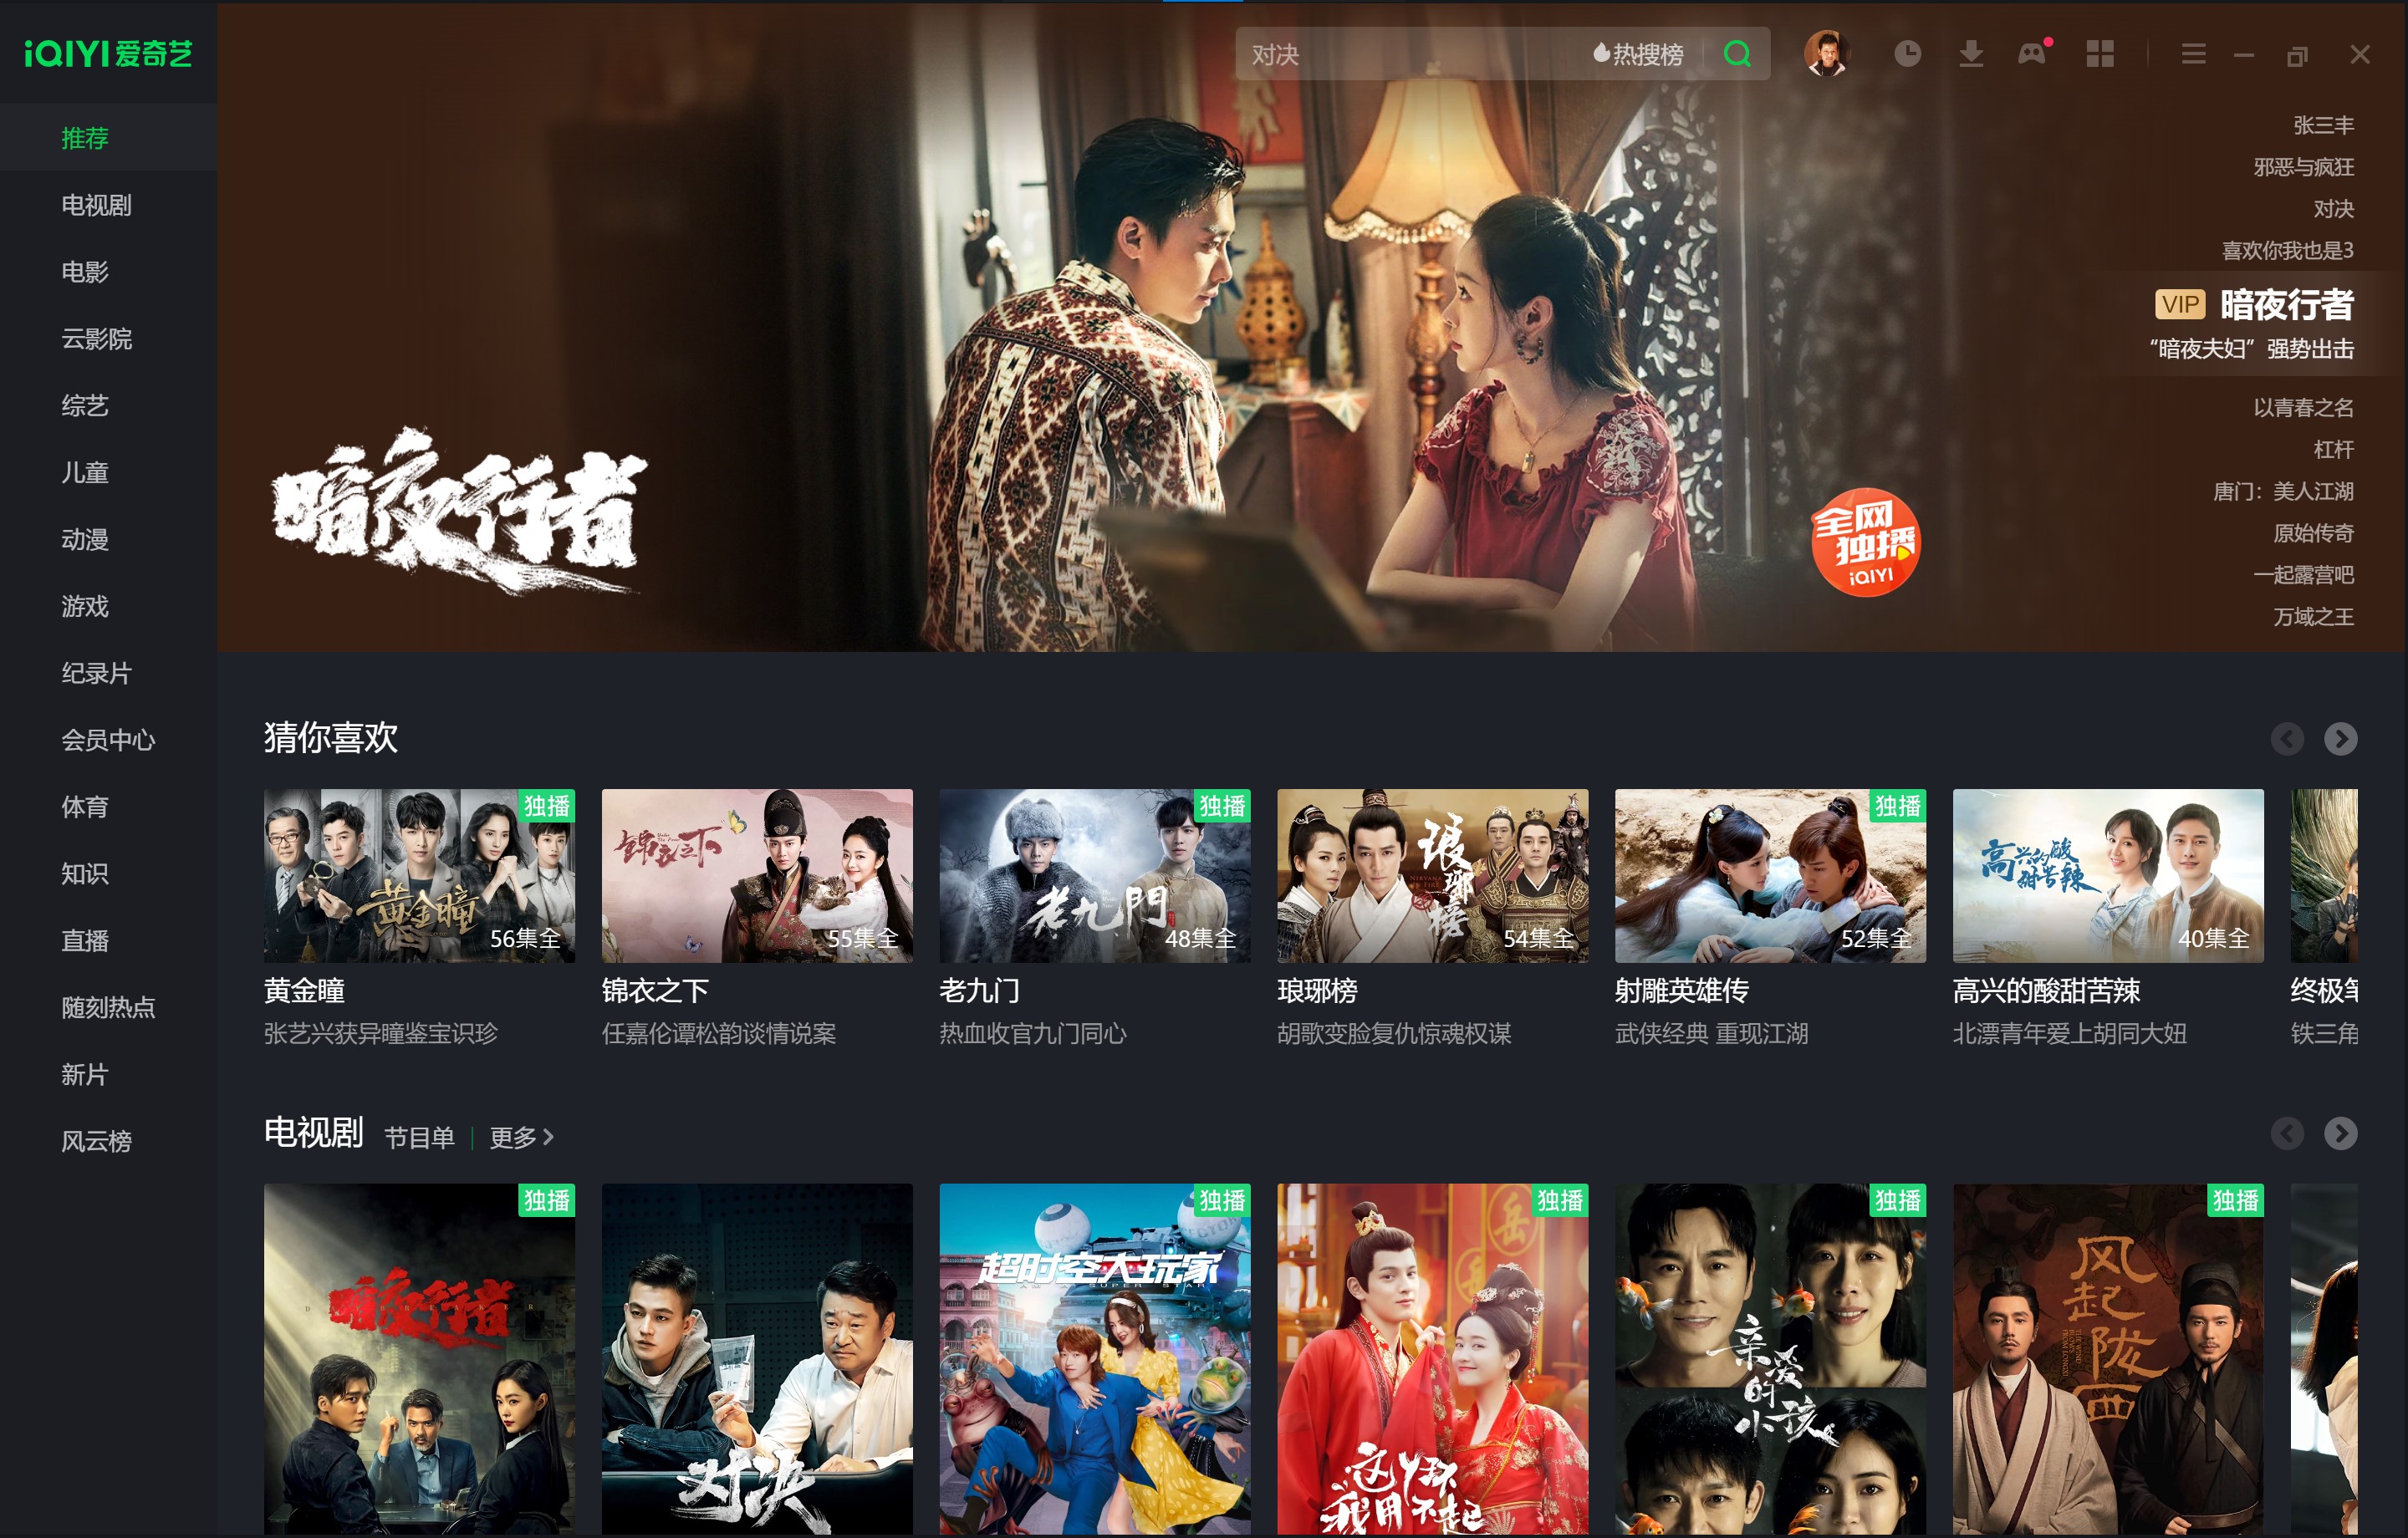 iQIYI 爱奇艺
对决
热搜榜
推荐
电视剧
电影
云影院
综艺
儿童
动漫
游戏
纪录片
会员中心
体育
知识
直播
随刻热点
新片
风云榜
张三丰
邪恶与疯狂
对决
喜欢你我也是3
VIP 暗夜行者
“暗夜夫妇” 强势出击
以青春之名
杠杆
唐门：美人江湖
原始传奇
一起露营吧
万域之王
暗夜行者
全网
独播
iQIYI
猜你喜欢
独播
黄金瞳
56集全
黄金瞳
张艺兴获异瞳鉴宝识珍
锦衣之下
55集全
锦衣之下
任嘉伦谭松韵谈情说案
独播
老九門
48集全
老九门
热血收官九门同心
琅琊榜
NIRVANA IN FIRE
54集全
琅琊榜
胡歌变脸复仇惊魂权谋
独播
52集全
射雕英雄传
武侠经典 重现江湖
高兴的酸甜苦辣
40集全
高兴的酸甜苦辣
北漂青年爱上胡同大妞
终极笔
铁三角
电视剧 节目单 | 更多
独播
暗夜行者
对决
独播
超时空大玩家
SUPER STAR
独播
岳
这个女主
我用不起
独播
亲爱的小孩
独播
风起陇西